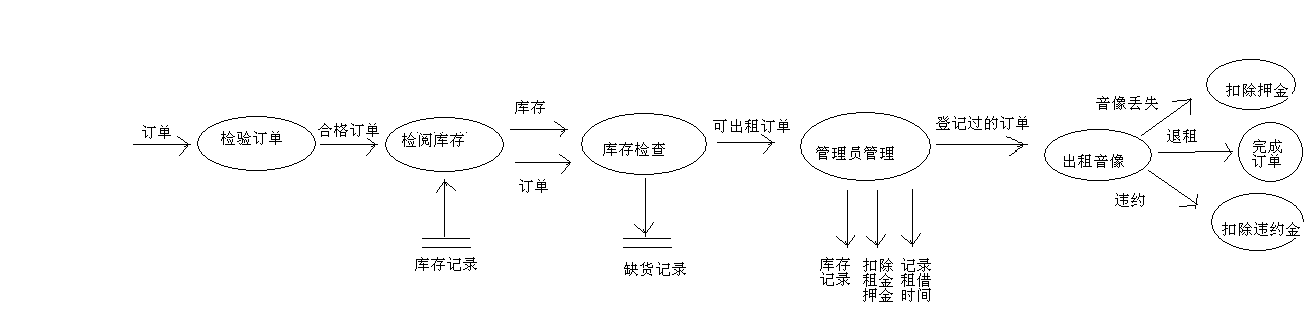 订单
检验订单
合格订单
检阅库存
库存
订单
库存检查
可出租订单
管理员管理
登记过的订单
出租音像
音像丢失
扣除押金
退租
完成
订单
违约
扣除违约金
库存记录
缺货记录
库存
记录
扣除
租金
押金
记录
租借
时间